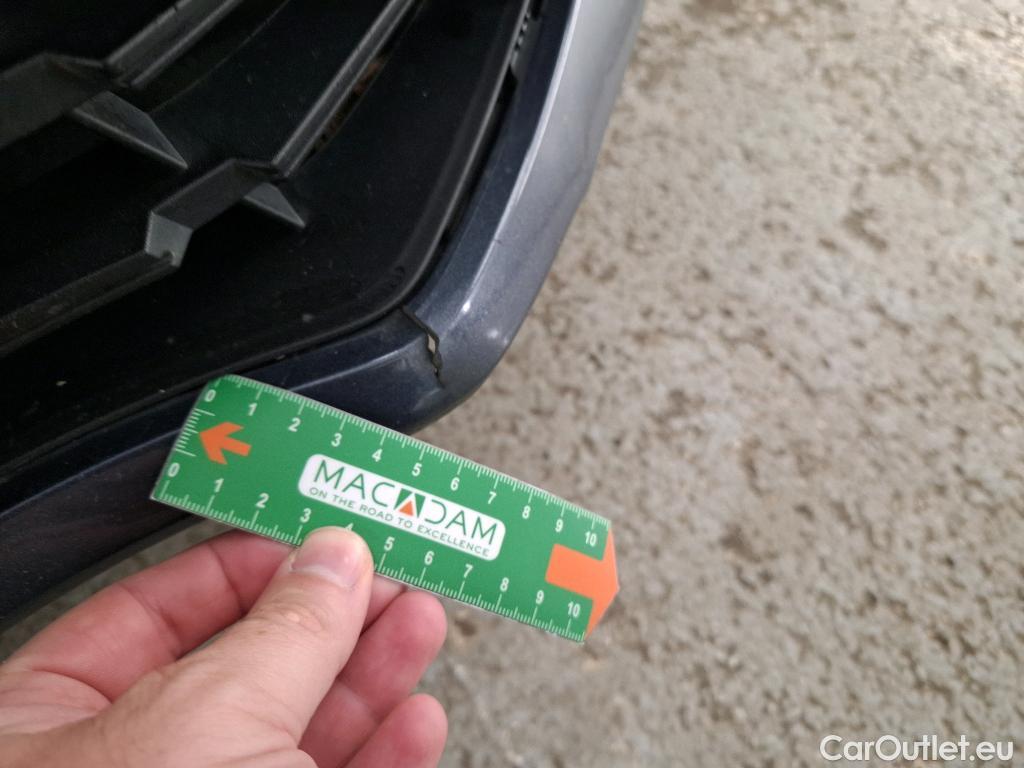 0 1 2 3 4 5 6 7 8 9 10
MACADAM
ON THE ROAD TO EXCELLENCE
0 1 2 3 4 5 6 7 8 9 10
CarOutlet.eu